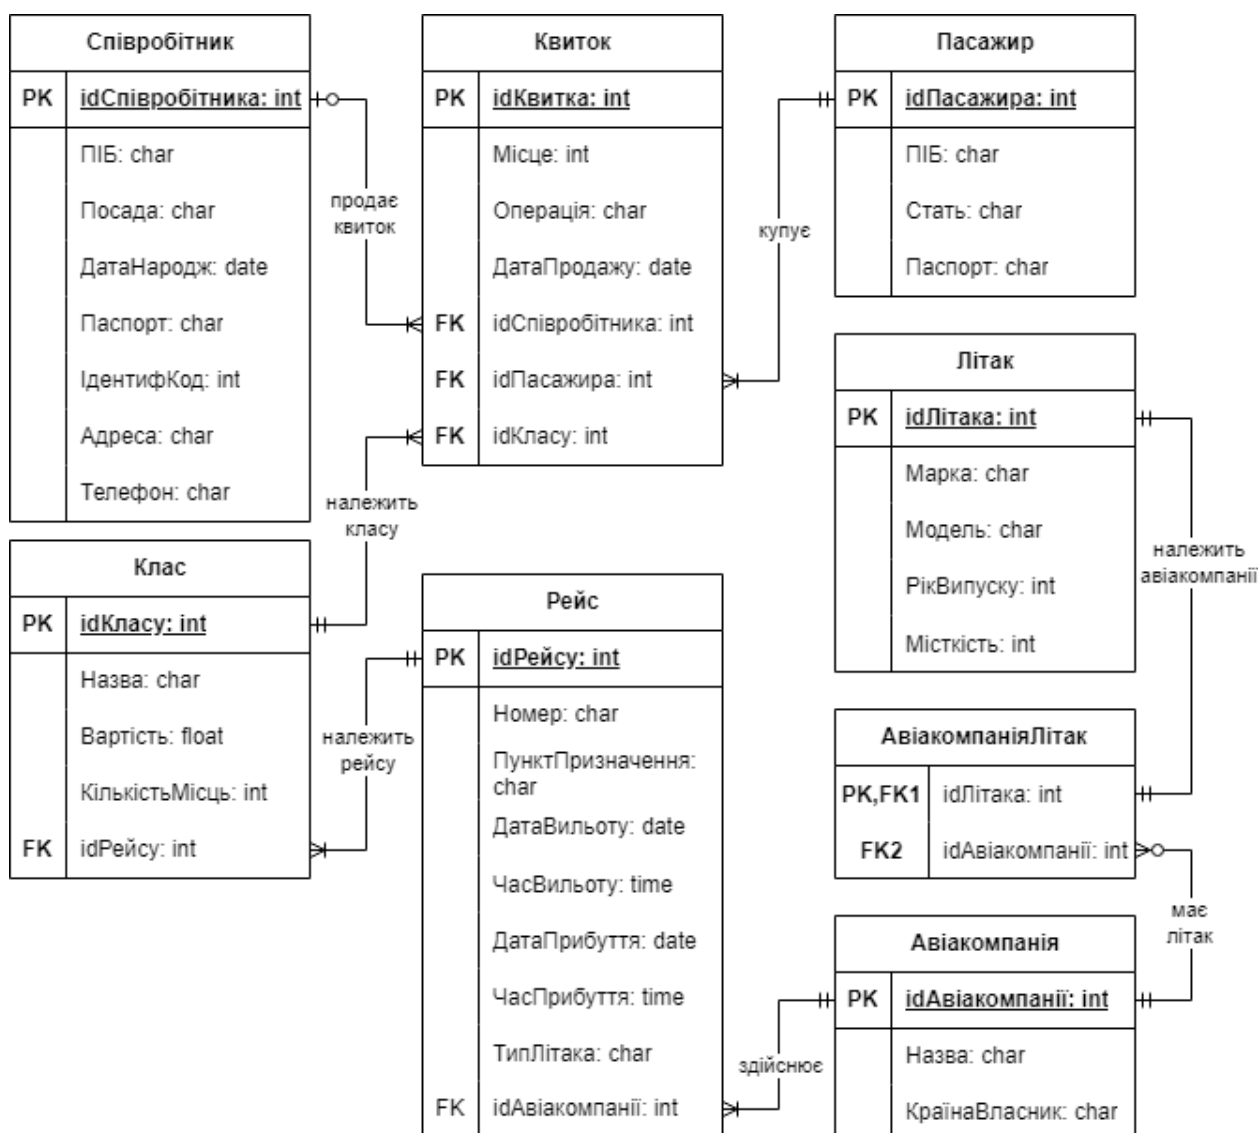 Співробітник
PK idСпівробітника: int
ПІБ: char
Посада: char
ДатаНародж: date
Паспорт: char
ІдентифКод: int
Адреса: char
Телефон: char
продає
квиток
Квиток
PK idКвитка: int
Місце: int
Операція: char
ДатаПродажу: date
FK idСпівробітника: int
FK idПасажира: int
FK idКласу: int
купує
Пасажир
PK idПасажира: int
ПІБ: char
Стать: char
Паспорт: char
Літак
PK idЛітака: int
Марка: char
Модель: char
РікВипуску: int
Місткість: int
належить
авіакомпанії
належить
класу
Клас
PK idКласу: int
Назва: char
Вартість: float
КількістьМісць: int
FK idРейсу: int
належить
рейсу
Рейс
PK idРейсу: int
Номер: char
ПунктПризначення:
char
ДатаВильоту: date
ЧасВильоту: time
ДатаПрибуття: date
ЧасПрибуття: time
ТипЛітака: char
FK idАвіакомпанії: int
здійснює
АвіакомпаніяЛітак
PK,FK1 idЛітака: int
FK2 idАвіакомпанії: int
має
літак
Авіакомпанія
PK idАвіакомпанії: int
Назва: char
КраїнаВласник: char